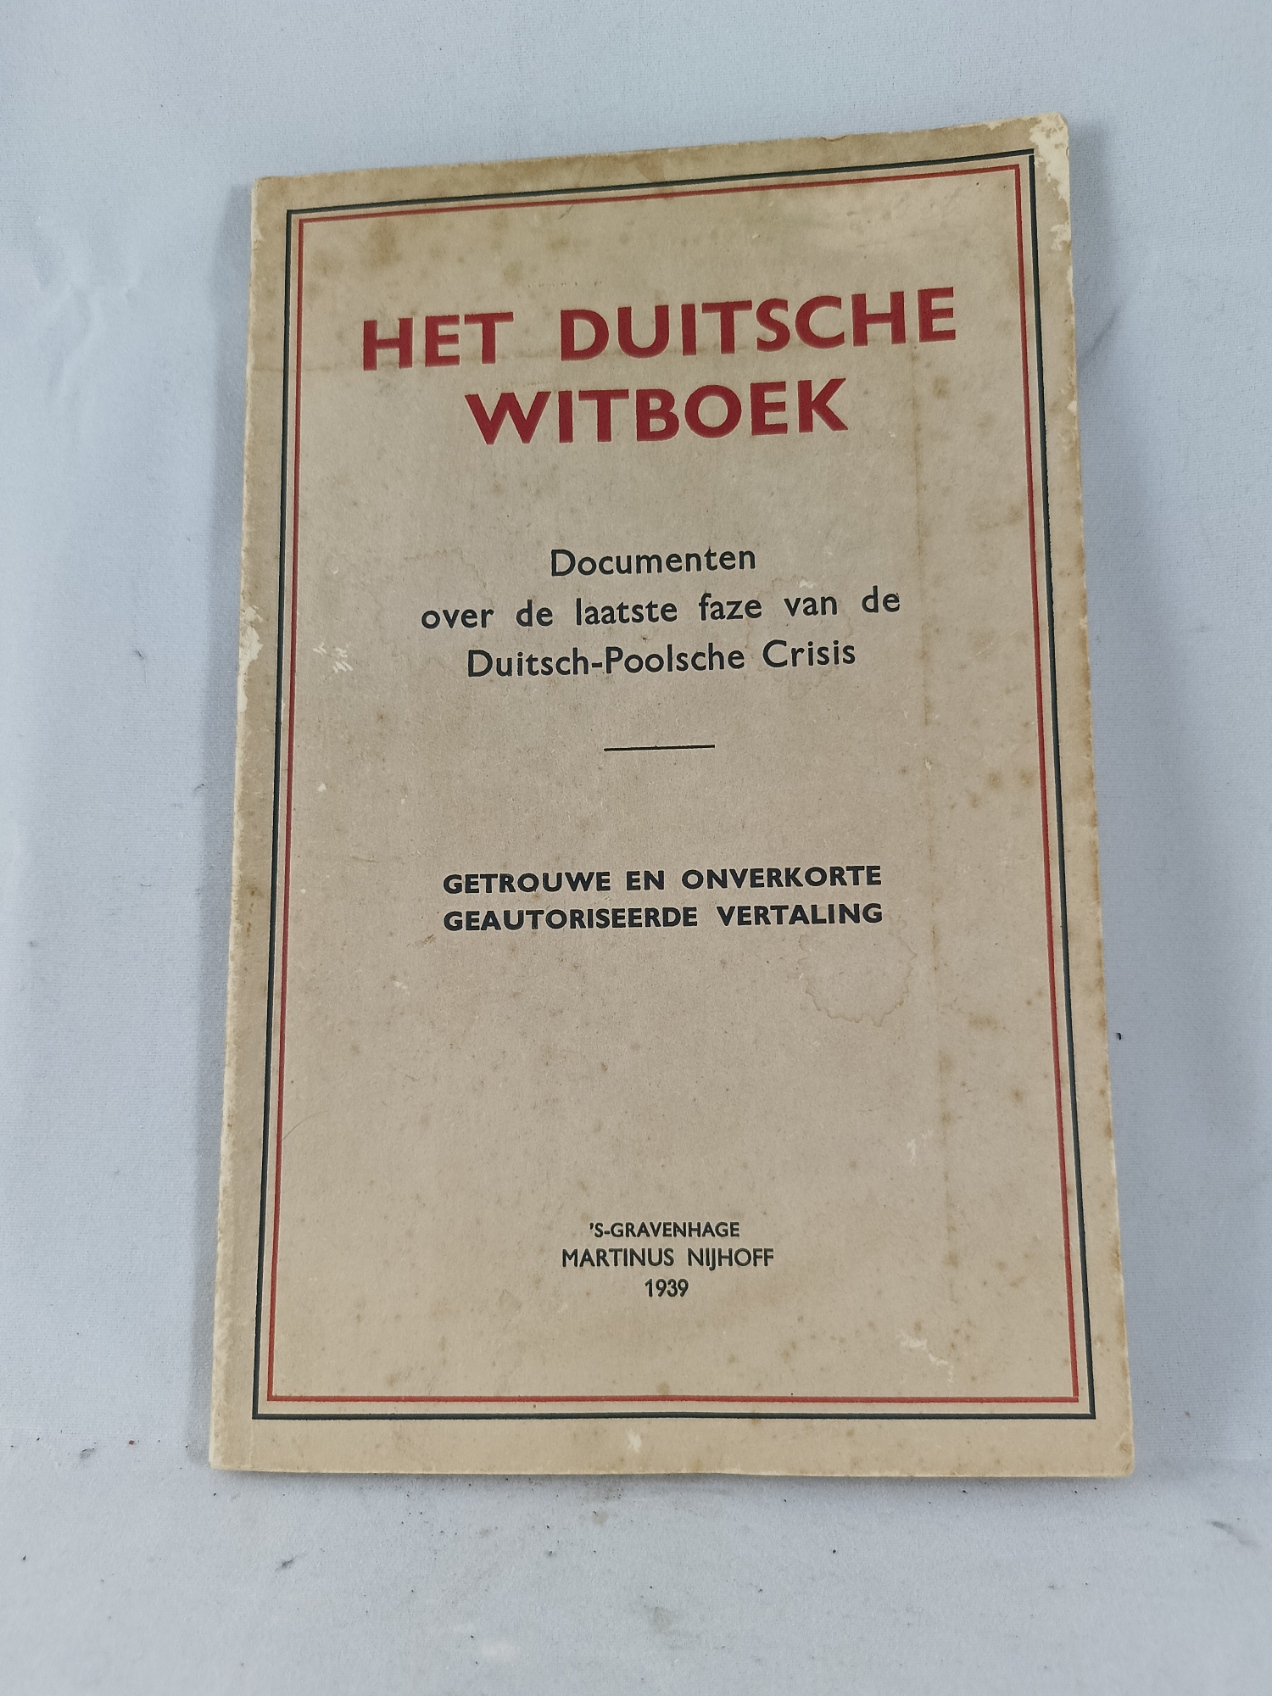 HET DUITSCHE
WITBOEK
Documenten
over de laatste faze van de
Duitsch-Poolsche Crisis
GETROUWE EN ONVERKORTE
GEAUTORISEERDE VERTALING
'S-GRAVENHAGE
MARTINUS NIJHOFF
1939